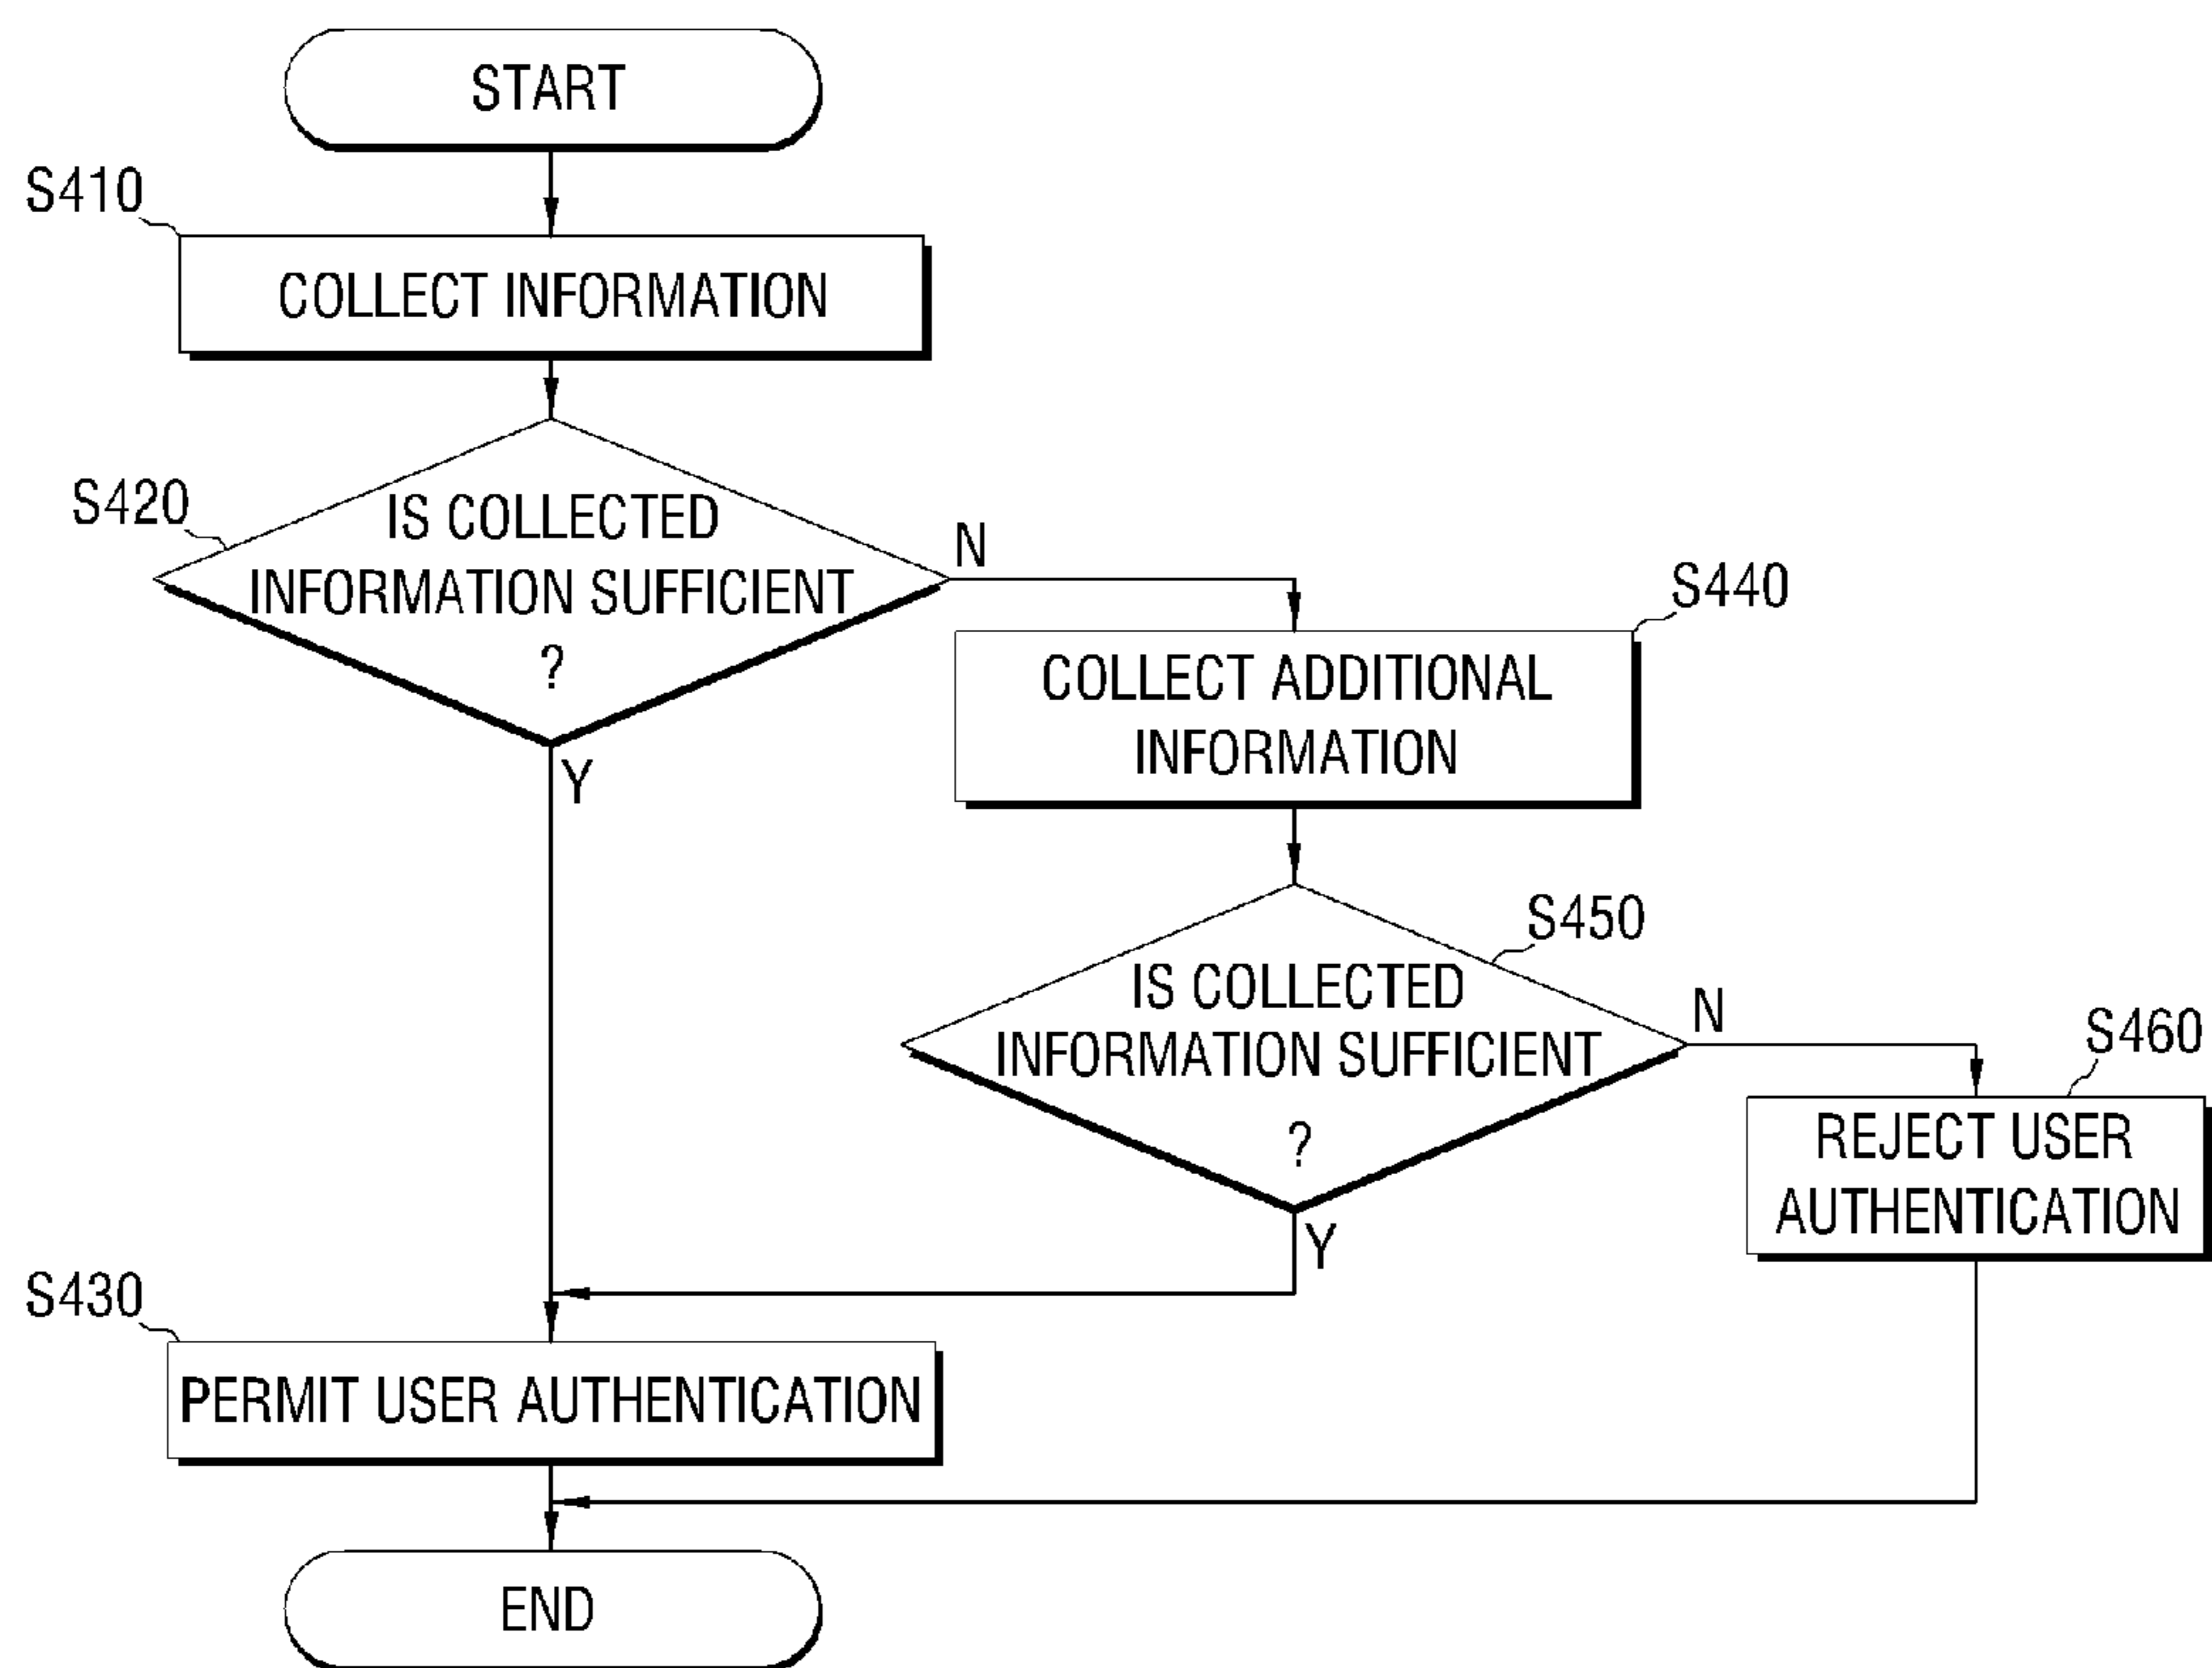 START
S410
COLLECT INFORMATION
S420
IS COLLECTED
INFORMATION SUFFICIENT
?
N
Y
S440
COLLECT ADDITIONAL
INFORMATION
S450
IS COLLECTED
INFORMATION SUFFICIENT
?
N
Y
S460
REJECT USER
AUTHENTICATION
S430
PERMIT USER AUTHENTICATION
END